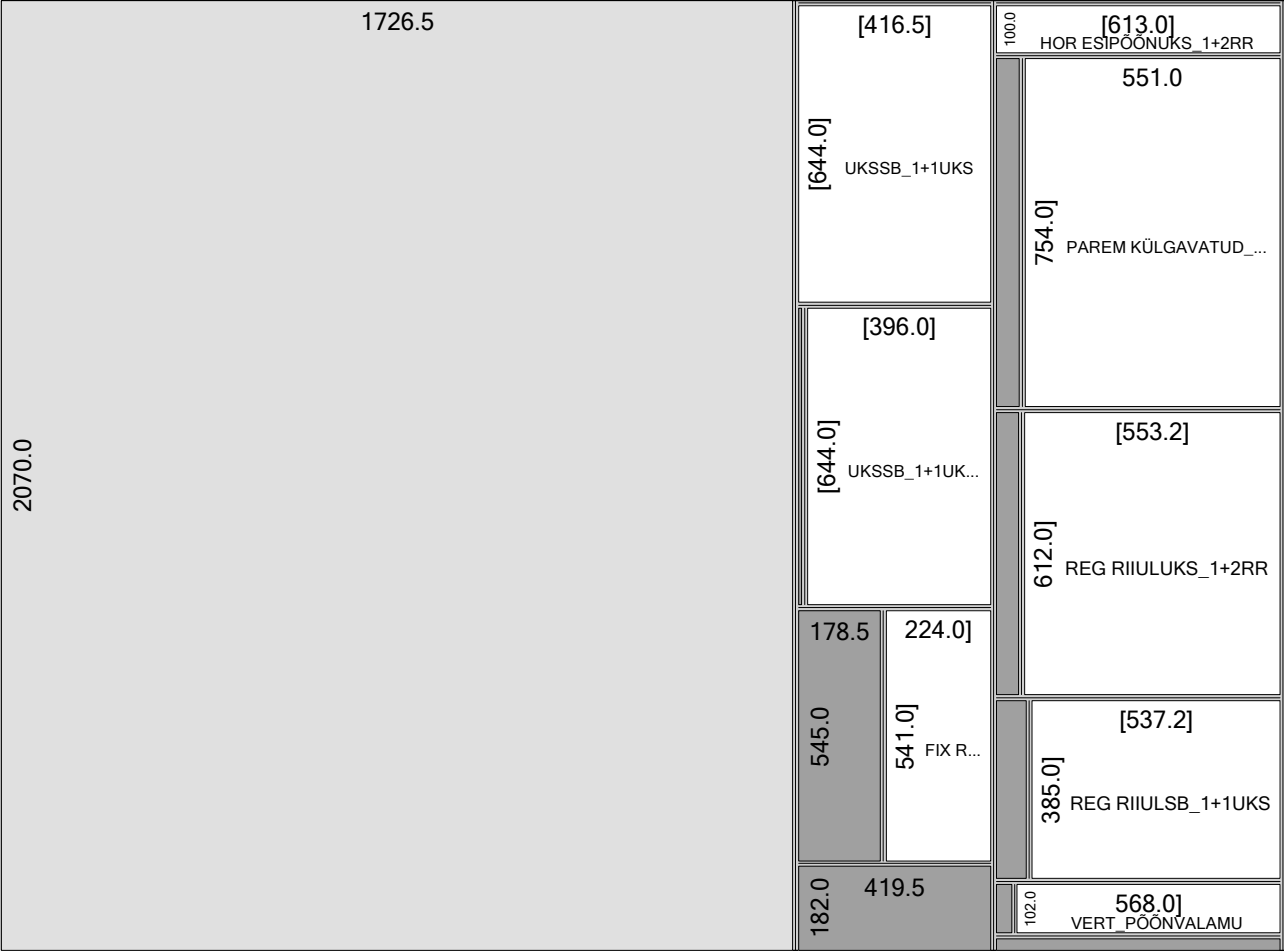 1726.5
2070.0
[416.5]
[644.0]
UKSSB_1+1UKS
[396.0]
[644.0]
UKSSB_1+1UK...
178.5
545.0
224.0]
541.0]
FIX R...
182.0
419.5
100.0
[613.0]
HOR ESIPÕÕNUKS_1+2RR
551.0
754.0]
PAREM KÜLGAVATUD_...
[553.2]
612.0]
REG RIIULUKS_1+2RR
[537.2]
385.0]
REG RIIULSB_1+1UKS
102.0
568.0]
VERT_PÕÕNVALAMU